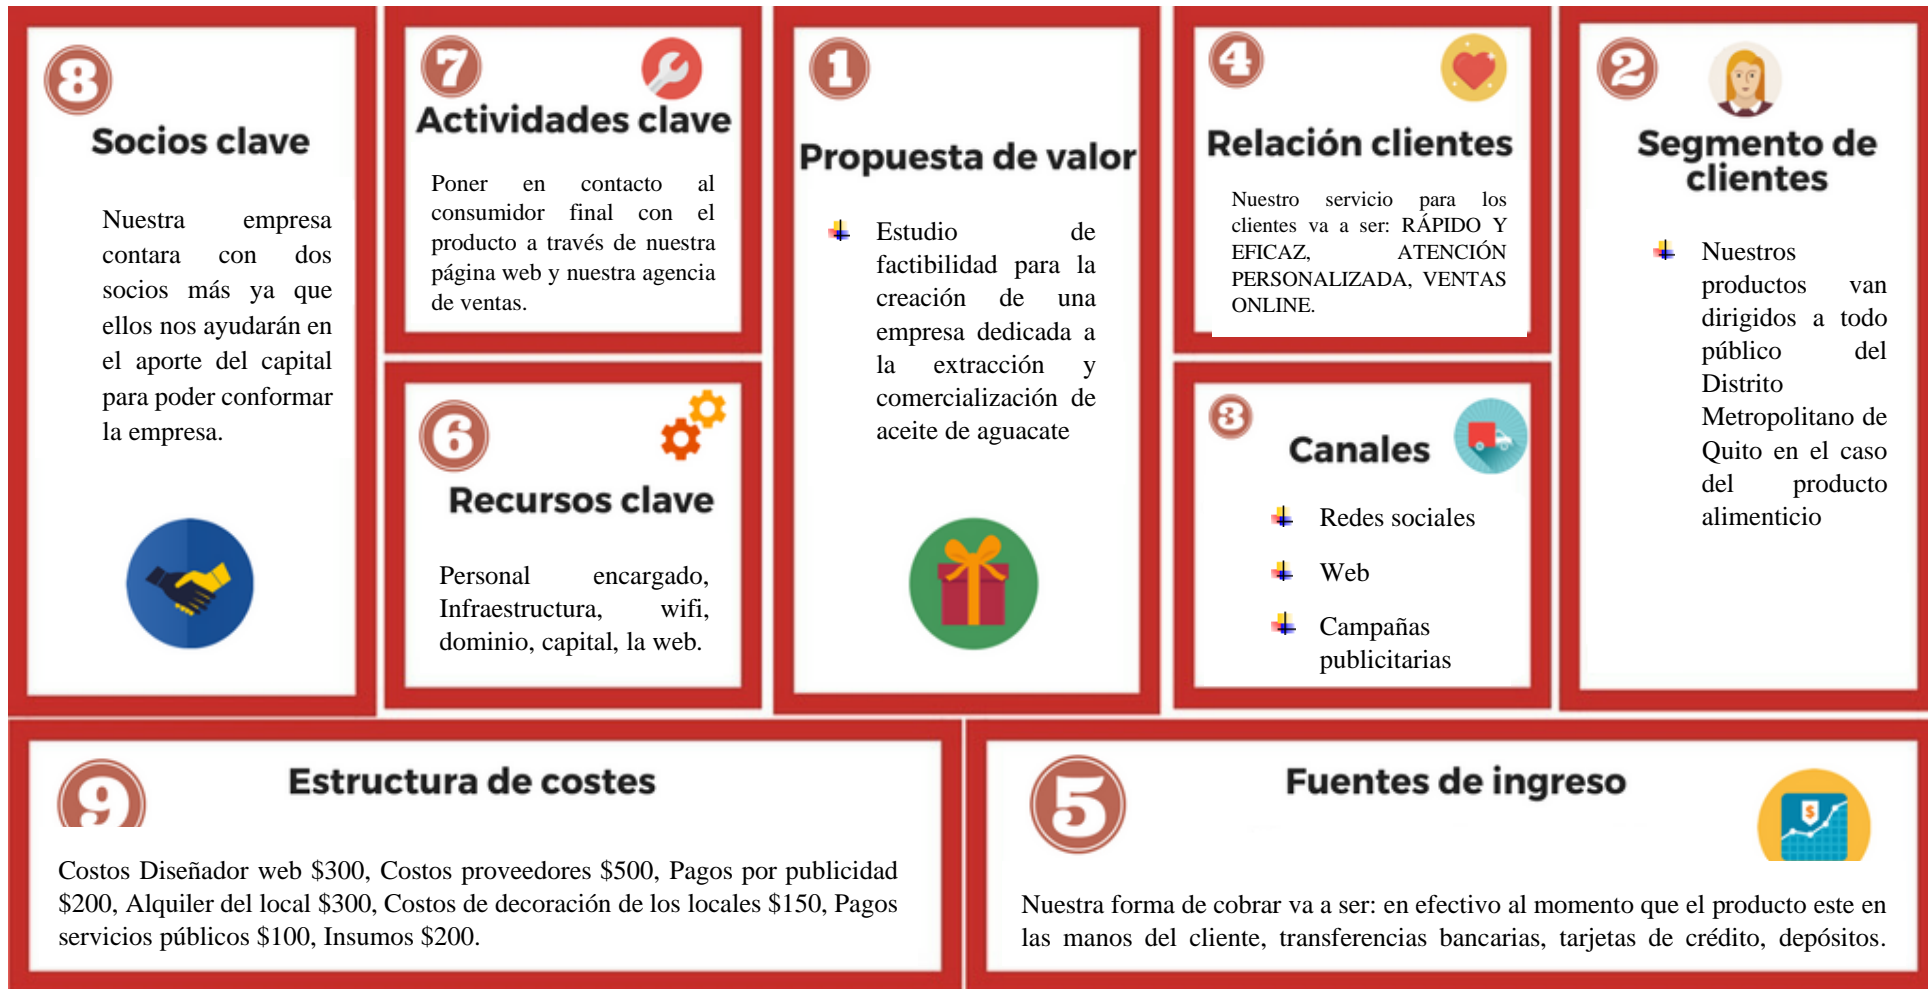 8
Socios clave
Nuestra empresa
contara con dos
socios más ya que
ellos nos ayudarán en
el aporte del capital
para poder conformar
la empresa.
7
Actividades clave
Poner en contacto al
consumidor final con el
producto a través de nuestra
página web y nuestra agencia
de ventas.
6
Recursos clave
Personal encargado,
Infraestructura, wifi,
dominio, capital, la web.
1
Propuesta de valor
Estudio de
factibilidad para la
creación de una
empresa dedicada a
la extracción y
comercialización de
aceite de aguacate
4
Relación clientes
Nuestro servicio para los
clientes va a ser: RÁPIDO Y
EFICAZ, ATENCIÓN
PERSONALIZADA, VENTAS
ONLINE.
3
Canales
Redes sociales
Web
Campañas
publicitarias
2
Segmento de
clientes
Nuestros
productos van
dirigidos a todo
público del
Distrito
Metropolitano de
Quito en el caso
del producto
alimenticio
9
Estructura de costes
Costos Diseñador web $300, Costos proveedores $500, Pagos por publicidad
$200, Alquiler del local $300, Costos de decoración de los locales $150, Pagos
servicios públicos $100, Insumos $200.
5
Fuentes de ingreso
$
Nuestra forma de cobrar va a ser: en efectivo al momento que el producto este en
las manos del cliente, transferencias bancarias, tarjetas de crédito, depósitos.